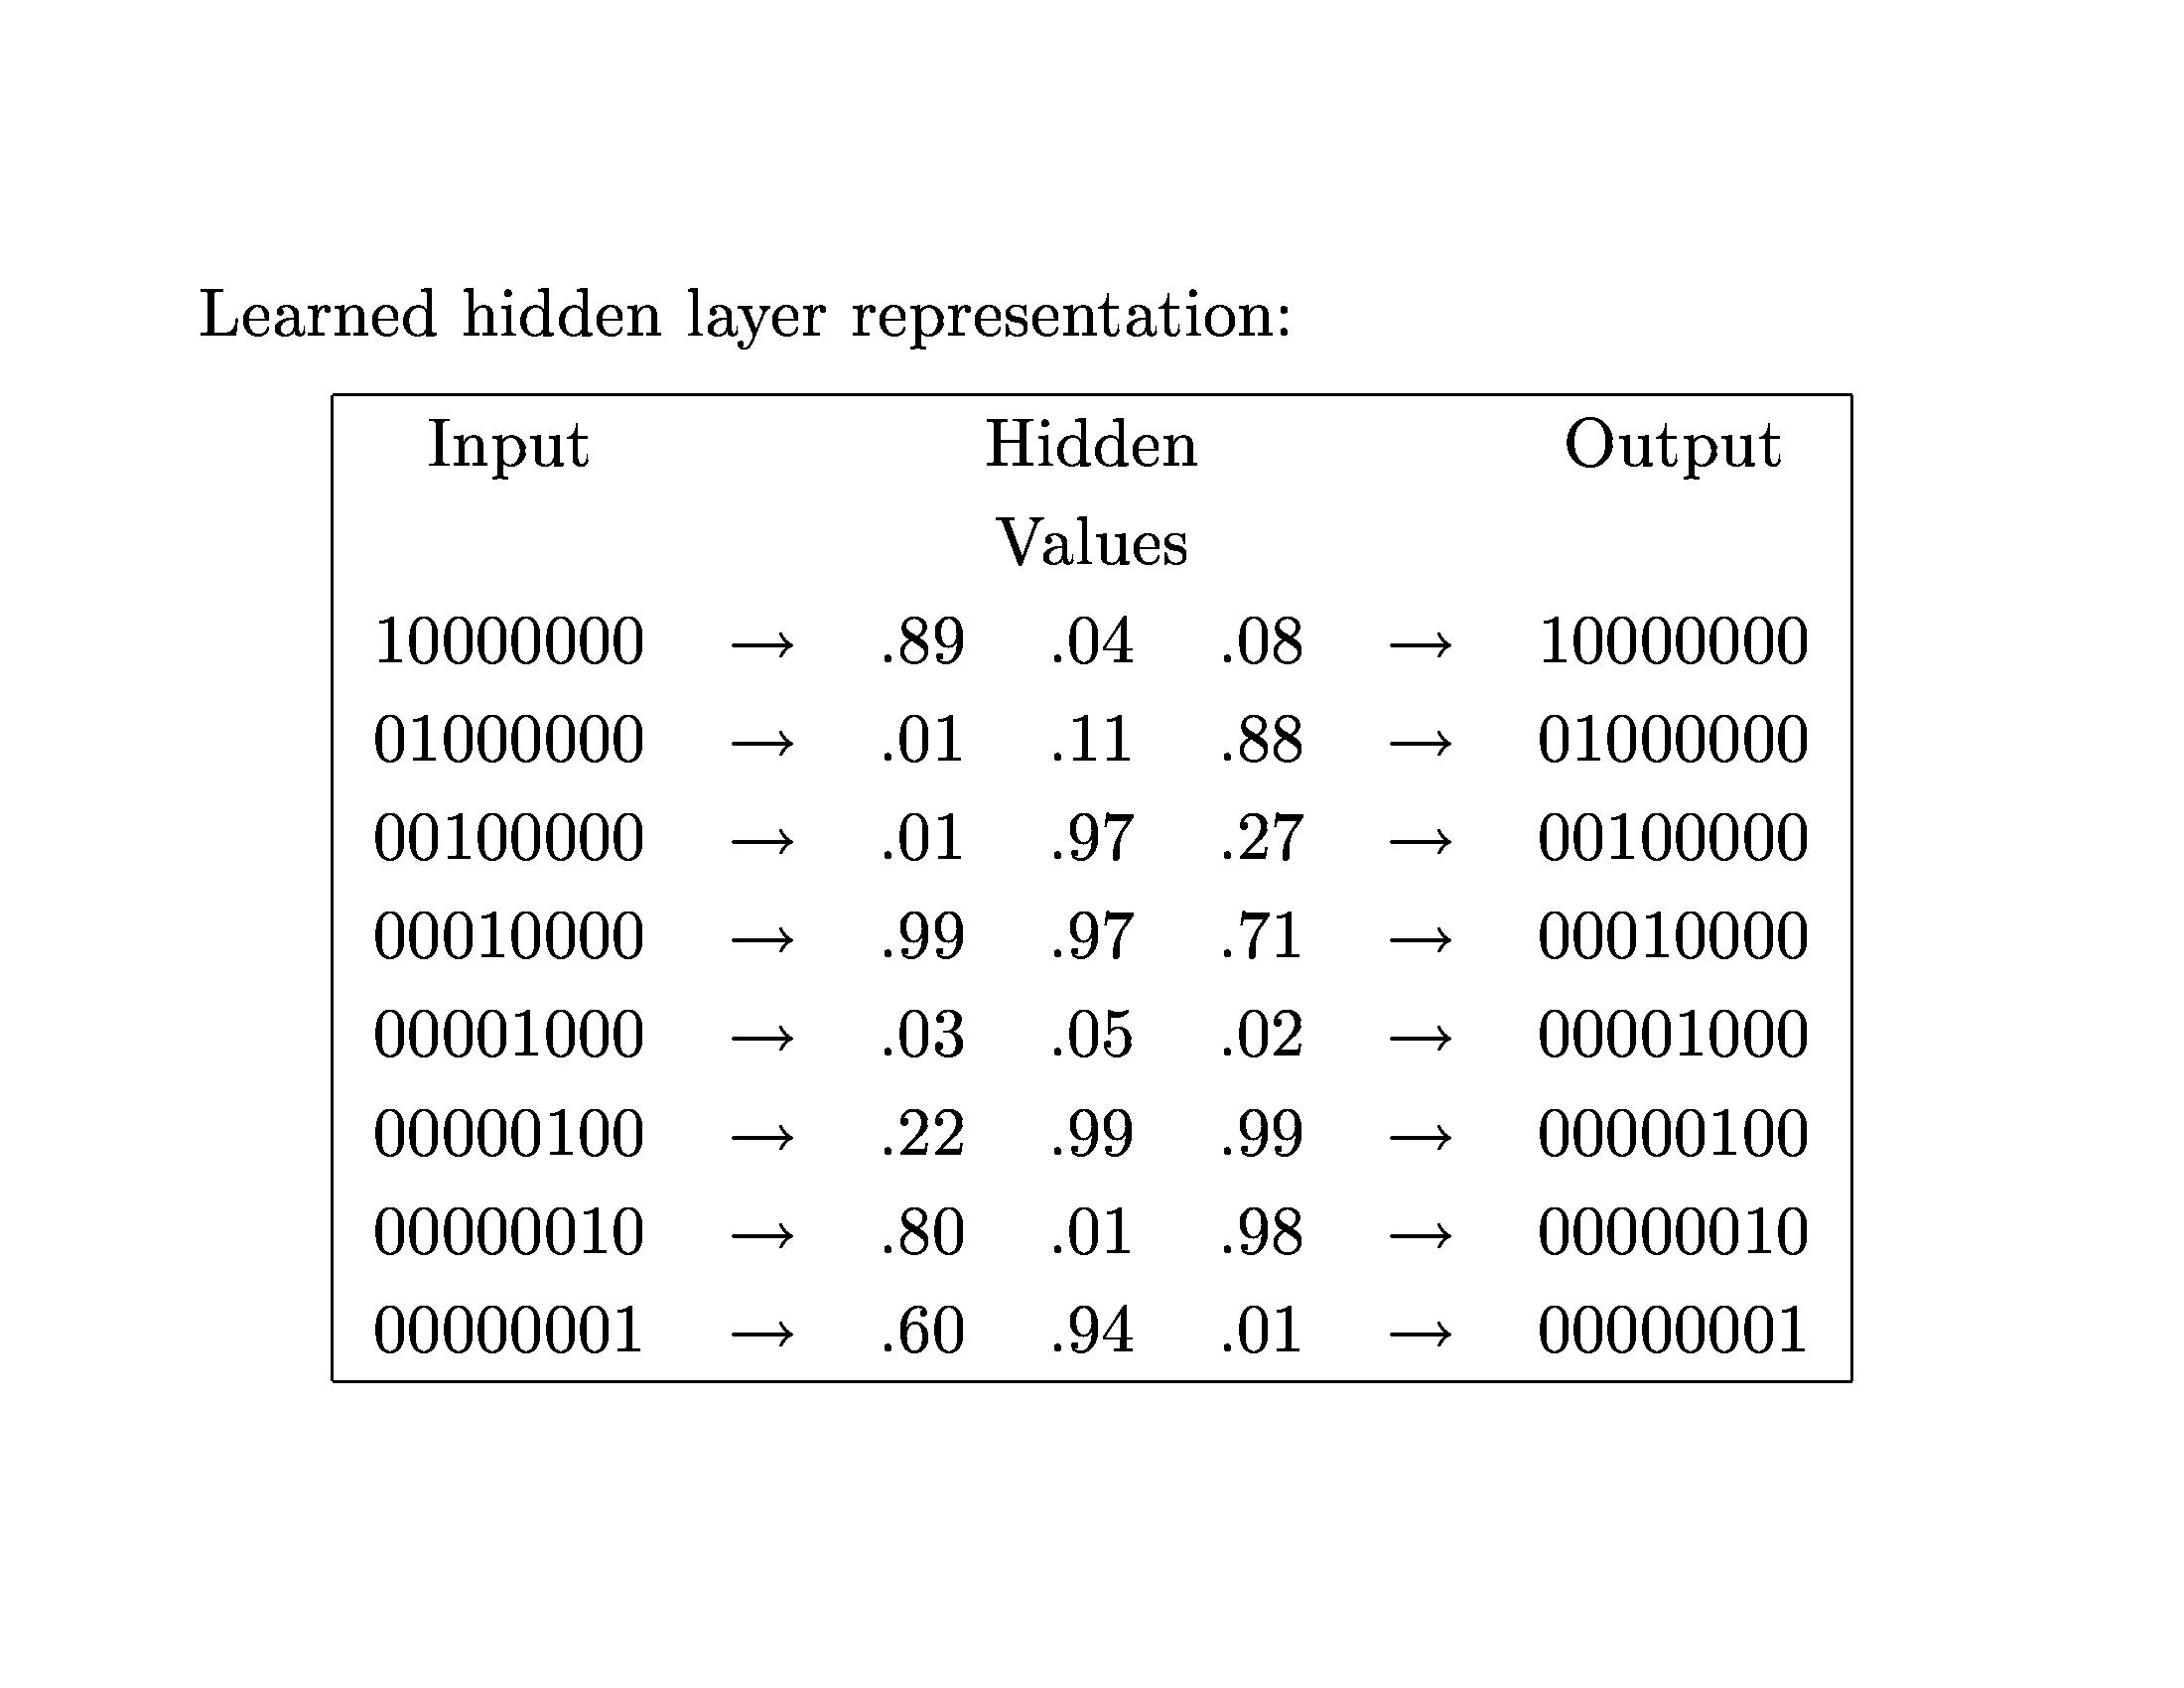 Learned hidden layer representation:
Input Hidden Output
Values
10000000 → .89 .04 .08 → 10000000
01000000 → .01 .11 .88 → 01000000
00100000 → .01 .97 .27 → 00100000
00010000 → .99 .97 .71 → 00010000
00001000 → .03 .05 .02 → 00001000
00000100 → .22 .99 .99 → 00000100
00000010 → .80 .01 .98 → 00000010
00000001 → .60 .94 .01 → 00000001